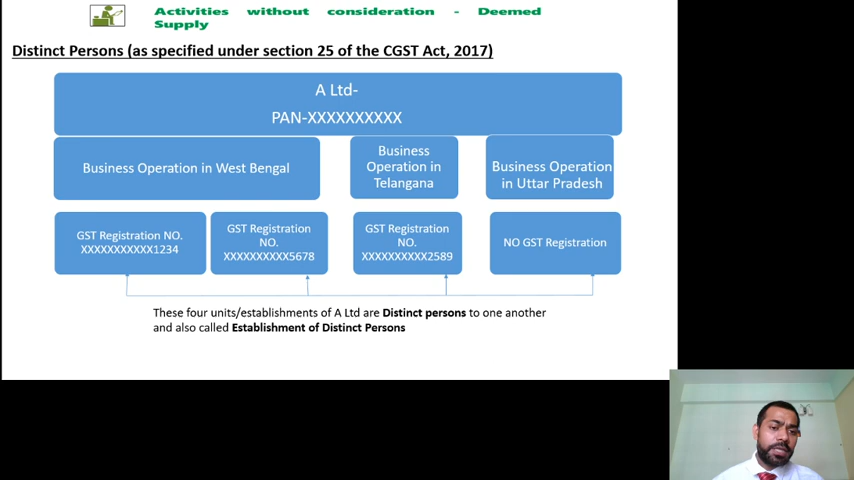 Activities without consideration - Deemed
Supply
Distinct Persons (as specified under section 25 of the CGST Act, 2017)
A Ltd-
PAN-XXXXXXXXXX
Business Operation in West Bengal
Business
Operation in
Telangana
Business Operation
in Uttar Pradesh
GST Registration NO.
XXXXXXXXXXX1234
GST Registration
NO.
XXXXXXXXXX5678
GST Registration
NO.
XXXXXXXXXX2589
NO GST Registration
These four units/establishments of A Ltd are Distinct persons to one another
and also called Establishment of Distinct Persons